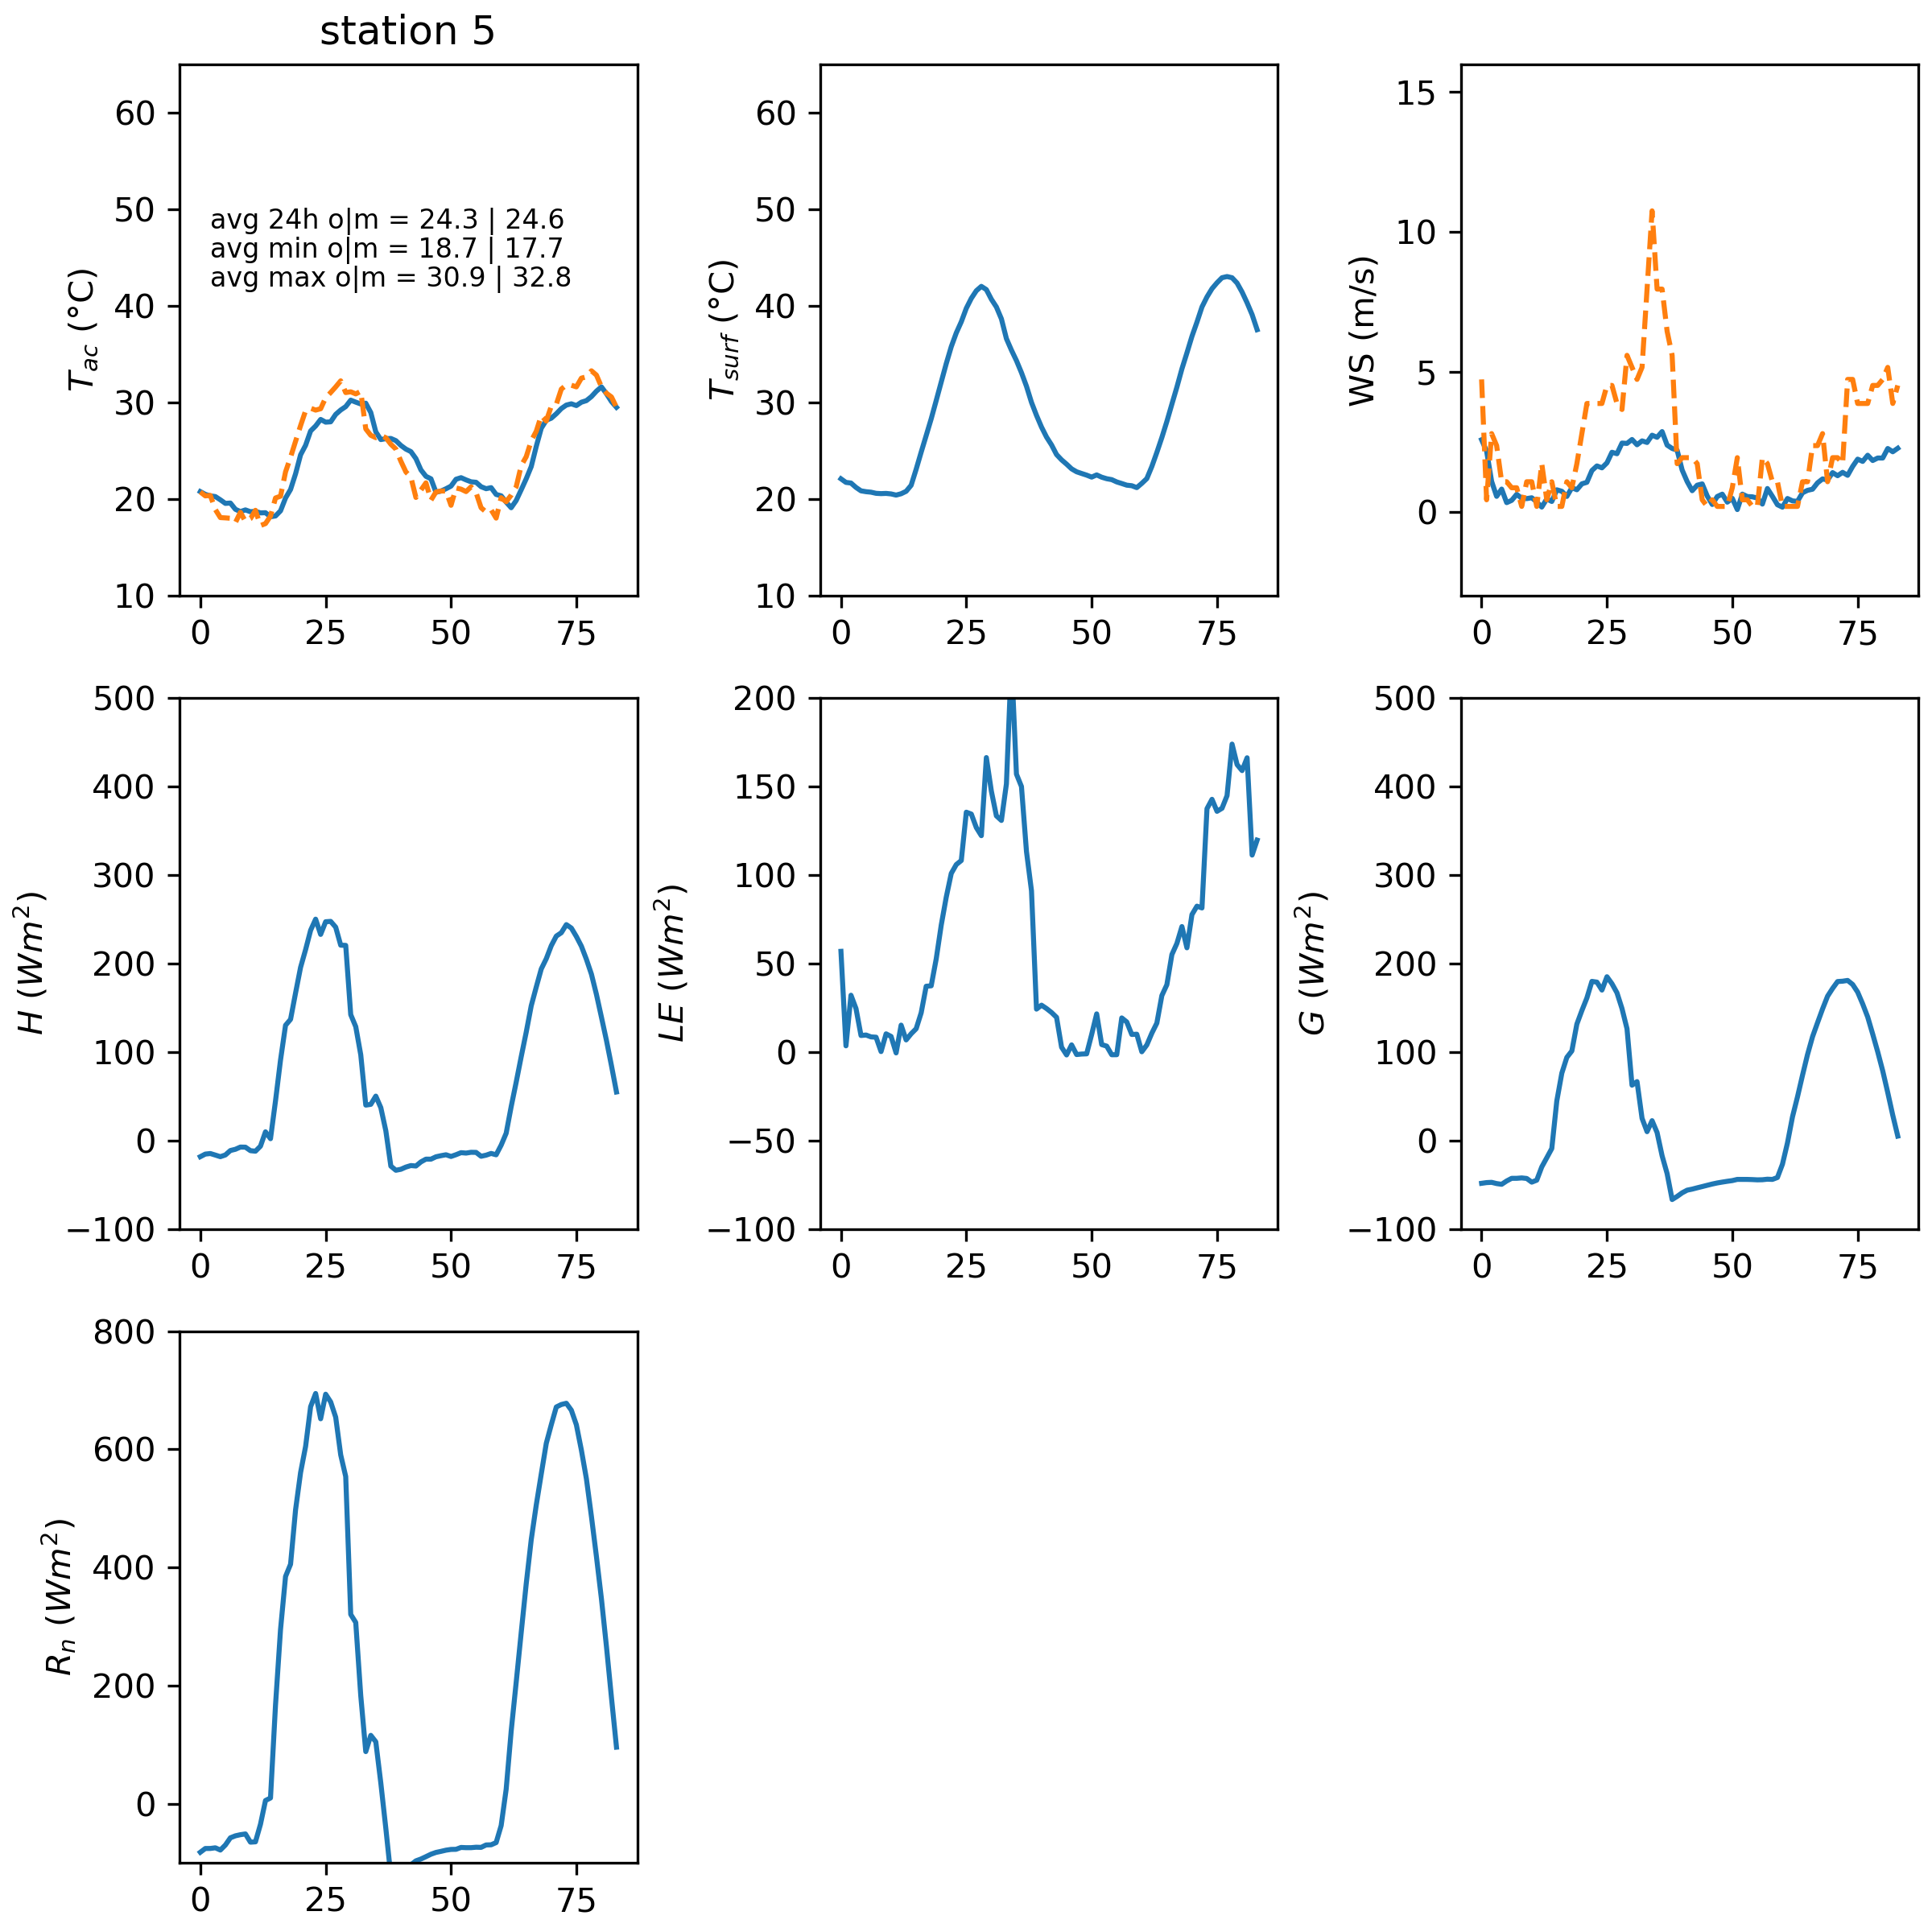 station 5
60
50
40
30
20
10
T_ac (°C)
avg 24h o|m = 24.3 | 24.6
avg min o|m = 18.7 | 17.7
avg max o|m = 30.9 | 32.8
0 25 50 75
60
50
40
30
20
10
T_surf (°C)
0 25 50 75
15
10
5
0
WS (m/s)
0 25 50 75
500
400
300
200
100
0
−100
H (Wm²)
0 25 50 75
200
150
100
50
0
−50
−100
LE (Wm²)
0 25 50 75
500
400
300
200
100
0
−100
G (Wm²)
0 25 50 75
800
600
400
200
0
R_n (Wm²)
0 25 50 75